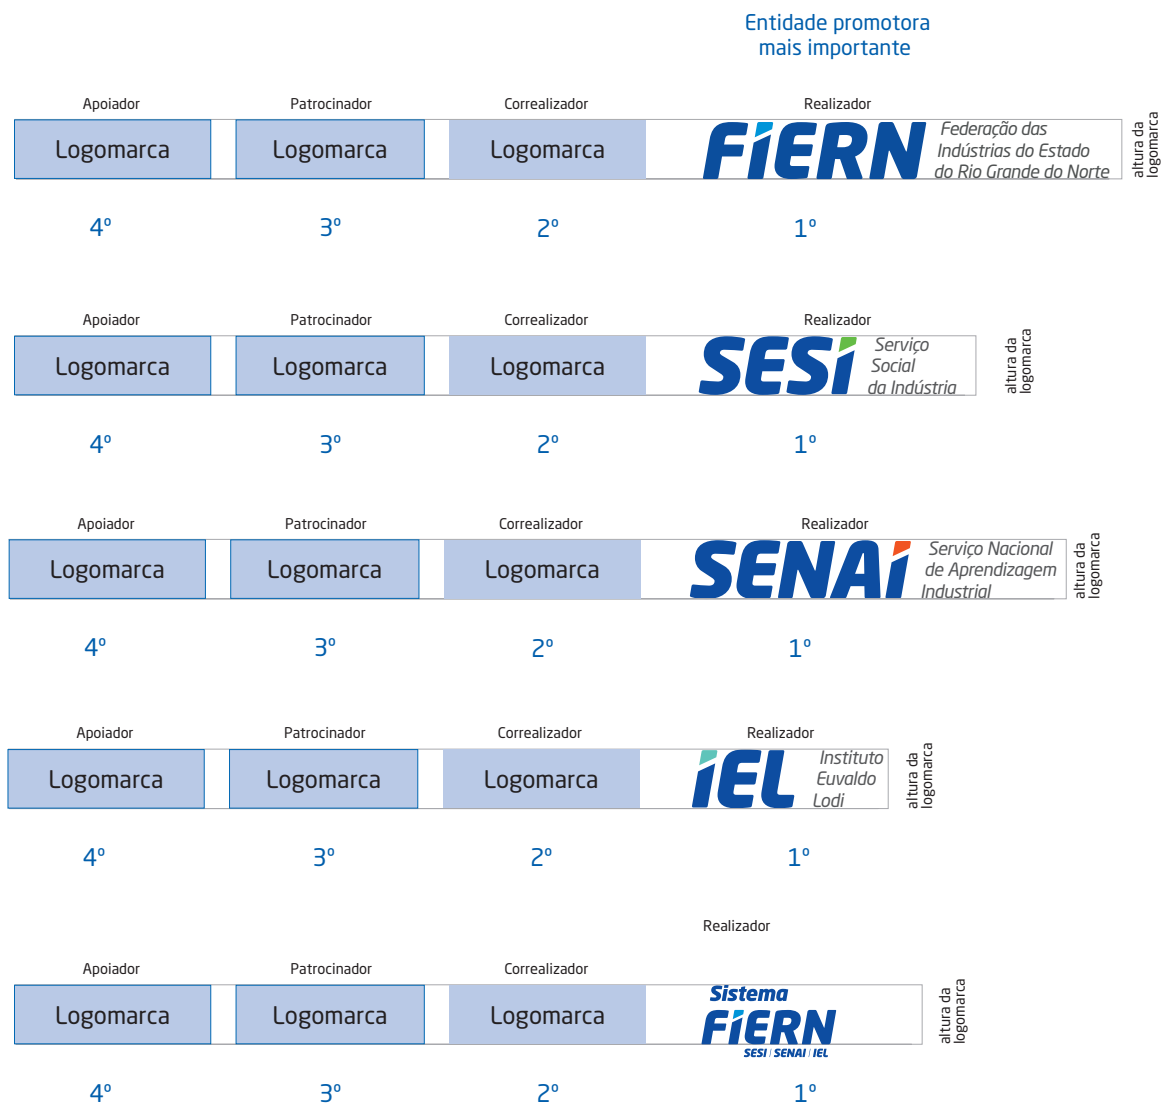 Entidade promotora
mais importante
Apoiador Patrocinador Correalizador Realizador
Logomarca Logomarca Logomarca FIERN Federação das
Indústrias do Estado
do Rio Grande do Norte
altura da
logomarca
4º 3º 2º 1º
Apoiador Patrocinador Correalizador Realizador
Logomarca Logomarca Logomarca SESI Serviço
Social
da Indústria
altura da
logomarca
4º 3º 2º 1º
Apoiador Patrocinador Correalizador Realizador
Logomarca Logomarca Logomarca SENAI Serviço Nacional
de Aprendizagem
Industrial
altura da
logomarca
4º 3º 2º 1º
Apoiador Patrocinador Correalizador Realizador
Logomarca Logomarca Logomarca IEL Instituto
Euvaldo
Lodi
altura da
logomarca
4º 3º 2º 1º
Realizador
Apoiador Patrocinador Correalizador
Logomarca Logomarca Logomarca Sistema
FIERN
SESI | SENAI | IEL
altura da
logomarca
4º 3º 2º 1º